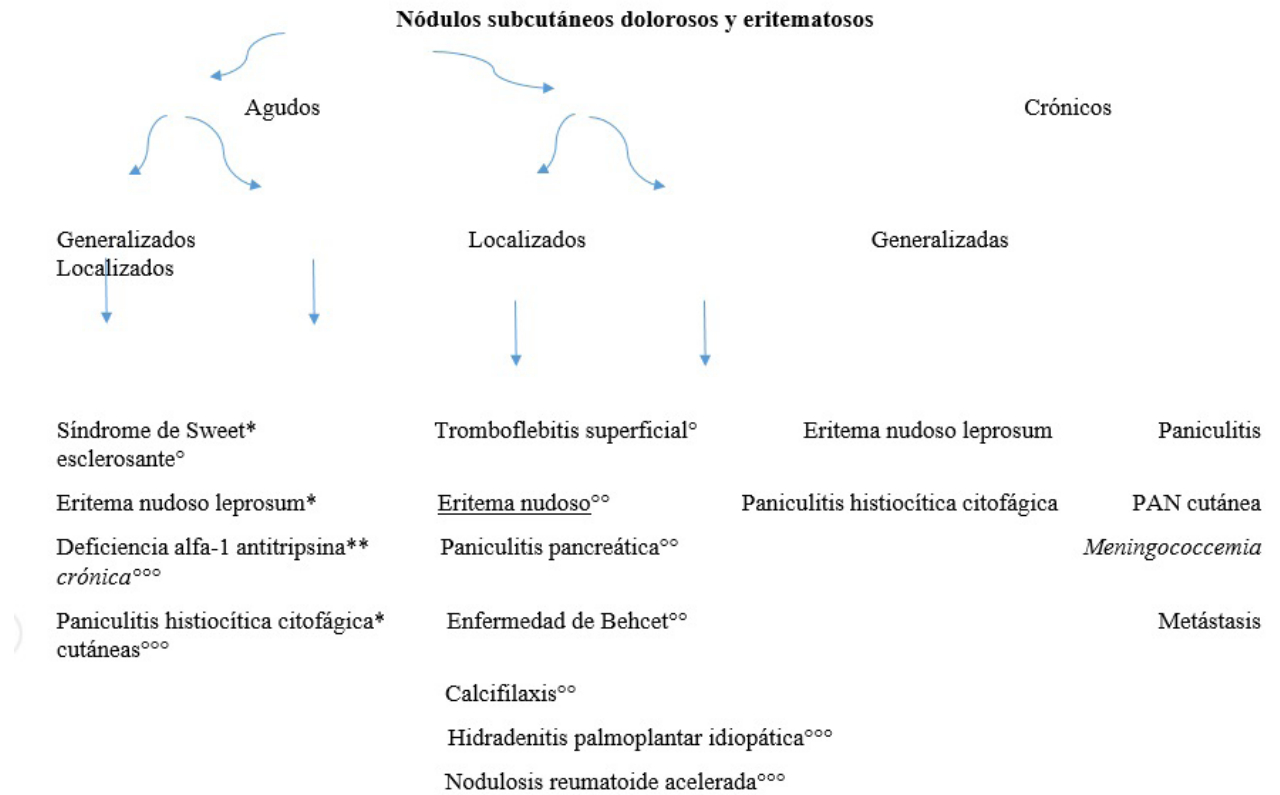 Nódulos subcutáneos dolorosos y eritematosos
Agudos Crónicos
Generalizados Localizados Generalizadas
Localizados
Síndrome de Sweet* Tromboflebitis superficial° Eritema nudoso leprosum Paniculitis
esclerosante°
Eritema nudoso leprosum* Eritema nudoso°° Paniculitis histiocítica citofágica PAN cutánea
Deficiencia alfa-1 antitripsina** Paniculitis pancreática°° Meningococcemia
crónica°°°
Paniculitis histiocítica citofágica* Enfermedad de Behcet°° Metástasis
cutáneas°°°
Calcifilaxis°°
Hidradenitis palmoplantar idiopática°°°
Nodulosis reumatoide acelerada°°°